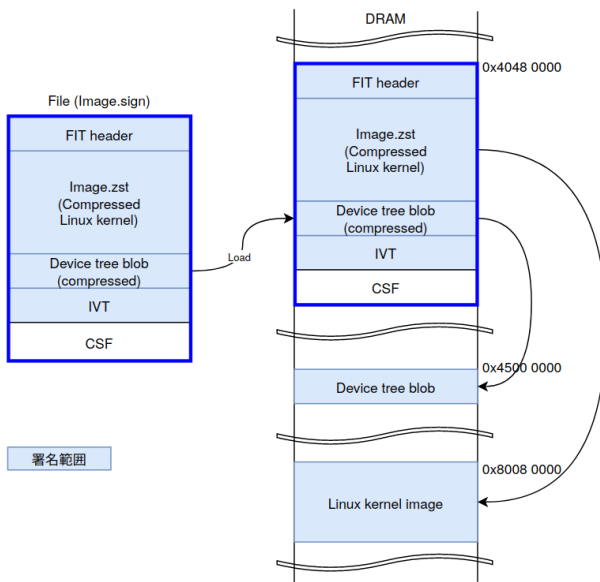 DRAM
0x4048 0000
File (Image.sign)
FIT header
Image.zst
(Compressed
Linux kernel)
Device tree blob
(compressed)
IVT
CSF
Load
FIT header
Image.zst
(Compressed
Linux kernel)
Device tree blob
(compressed)
IVT
CSF
0x4500 0000
Device tree blob
署名範囲
0x8008 0000
Linux kernel image